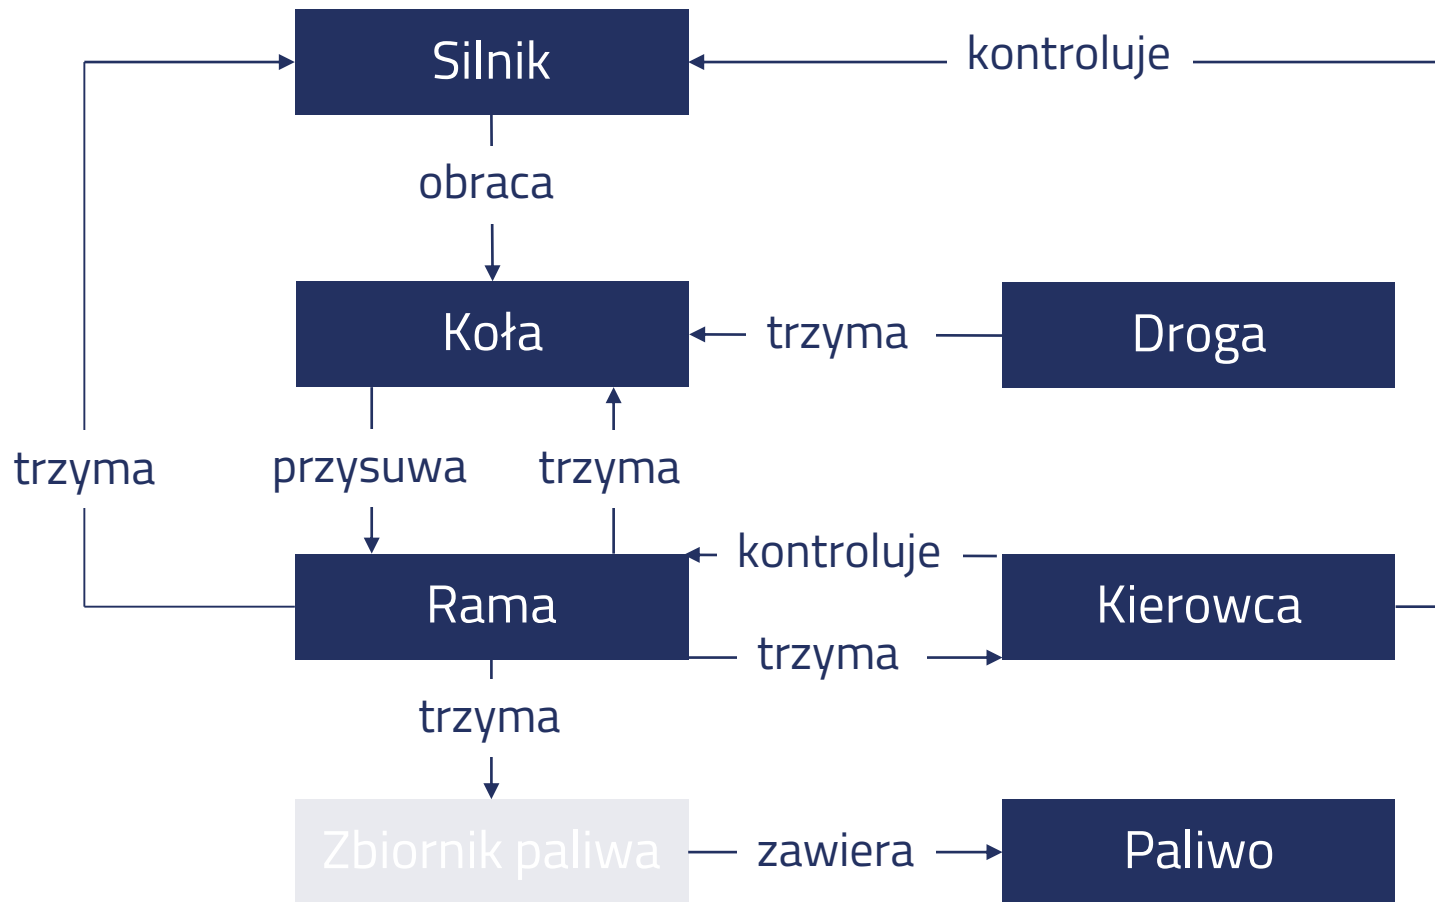 Silnik
kontroluje
obraca
Koła
trzyma
Droga
trzyma
przysuwa
trzyma
kontroluje
Rama
Kierowca
trzyma
trzyma
Zbiornik paliwa
zawiera
Paliwo